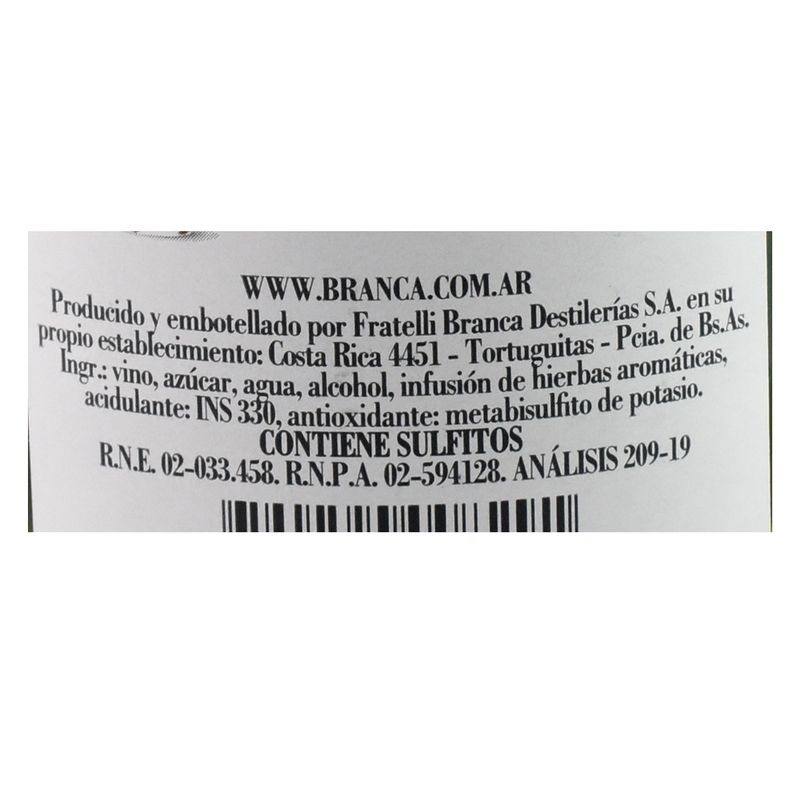 WWW.BRANCA.COM.AR
Producido y embotellado por Fratelli Branca Destilerías S.A. en su
propio establecimiento: Costa Rica 4451 - Tortuguitas - Pcia. de Bs.As.
Ingr.: vino, azúcar, agua, alcohol, infusión de hierbas aromáticas,
acidulante: INS 330, antioxidante: metabisulfito de potasio.
CONTIENE SULFITOS
R.N.E. 02-033.458. R.N.P.A. 02-594128. ANÁLISIS 209-19